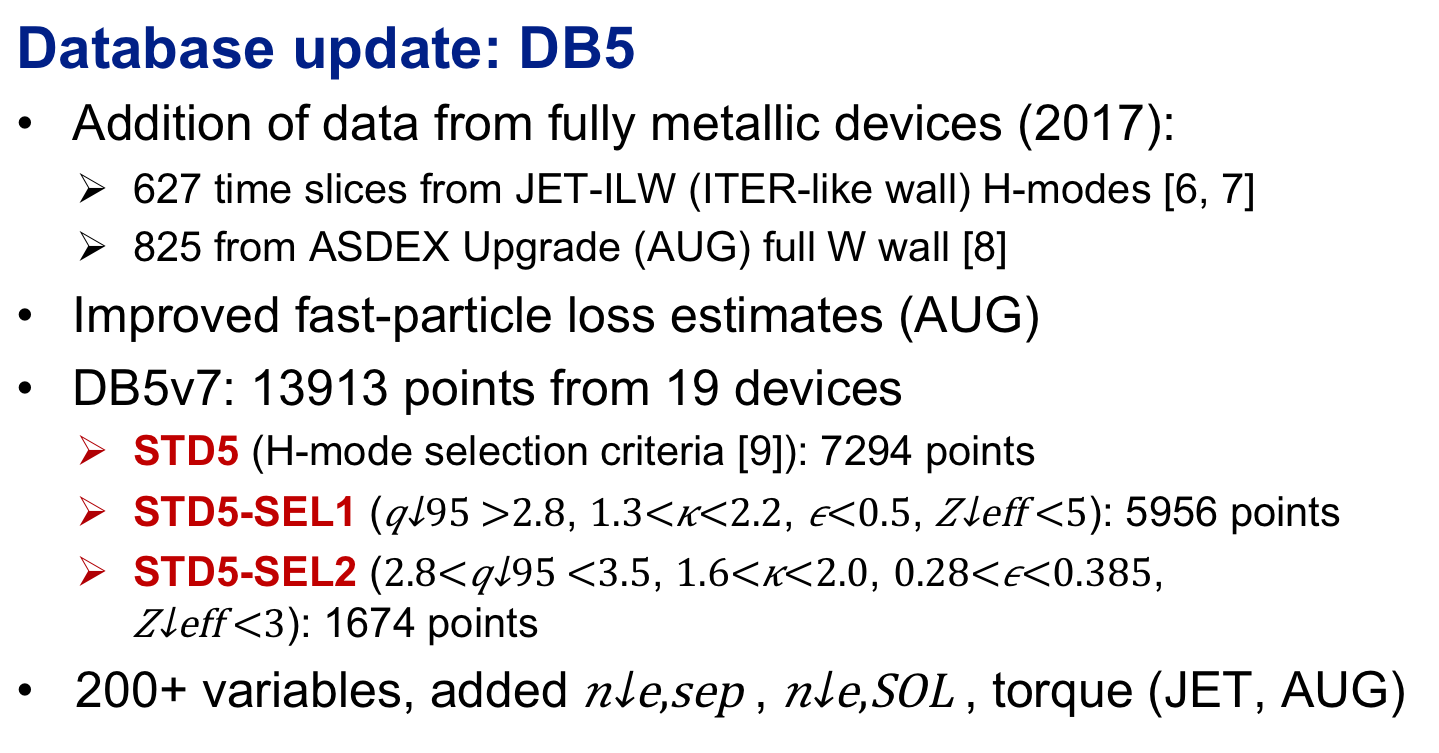 Database update: DB5
• Addition of data from fully metallic devices (2017):
➢ 627 time slices from JET-ILW (ITER-like wall) H-modes [6, 7]
➢ 825 from ASDEX Upgrade (AUG) full W wall [8]
• Improved fast-particle loss estimates (AUG)
• DB5v7: 13913 points from 19 devices
➢ STD5 (H-mode selection criteria [9]): 7294 points
➢ STD5-SEL1 (𝑞↓95 >2.8, 1.3<𝜅<2.2, 𝜖<0.5, 𝑍↓𝑒𝑓𝑓 <5): 5956 points
➢ STD5-SEL2 (2.8<𝑞↓95 <3.5, 1.6<𝜅<2.0, 0.28<𝜖<0.385,
𝑍↓𝑒𝑓𝑓 <3): 1674 points
• 200+ variables, added 𝑛↓𝑒,𝑠𝑒𝑝 , 𝑛↓𝑒,𝑆𝑂𝐿 , torque (JET, AUG)